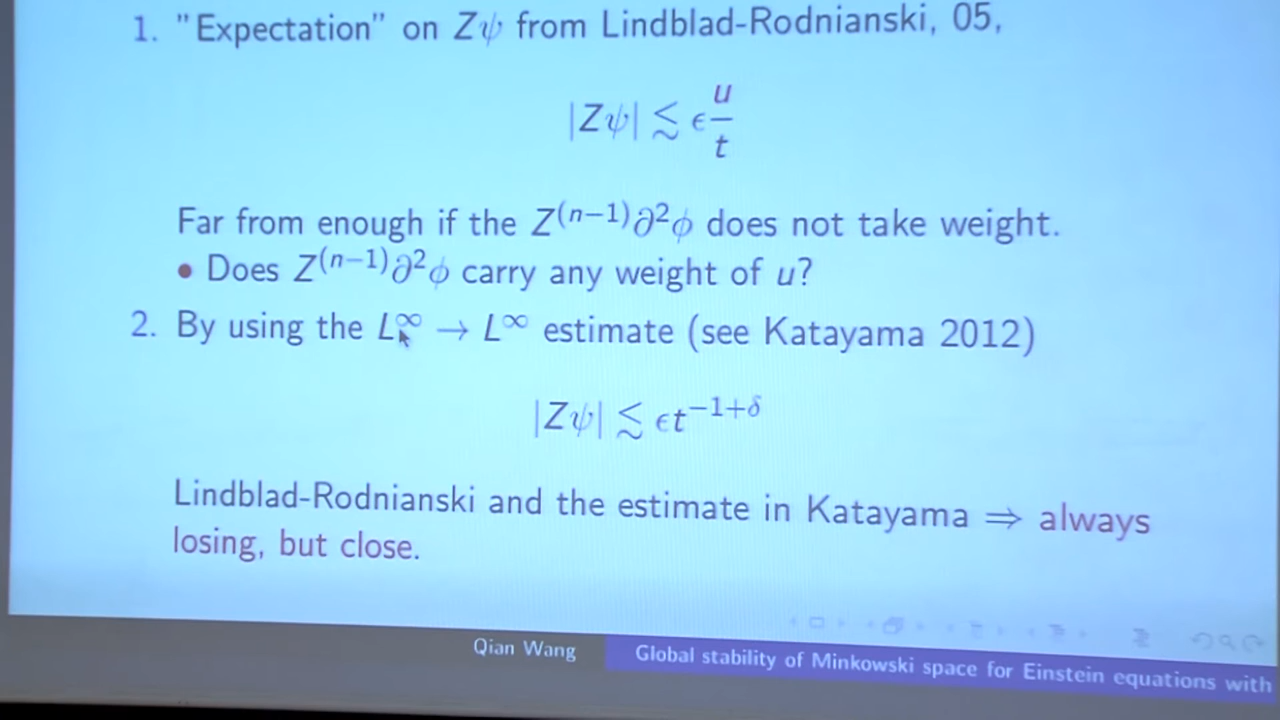 1. "Expectation" on Zψ from Lindblad-Rodnianski, 05,
|Zψ| ≲ ϵ u/t
Far from enough if the Z^(n−1)∂²ϕ does not take weight.
• Does Z^(n−1)∂²ϕ carry any weight of u?
2. By using the L^∞ → L^∞ estimate (see Katayama 2012)
|Zψ| ≲ ϵt^−1+δ
Lindblad-Rodnianski and the estimate in Katayama ⇒ always
losing, but close.
Qian Wang Global stability of Minkowski space for Einstein equations with